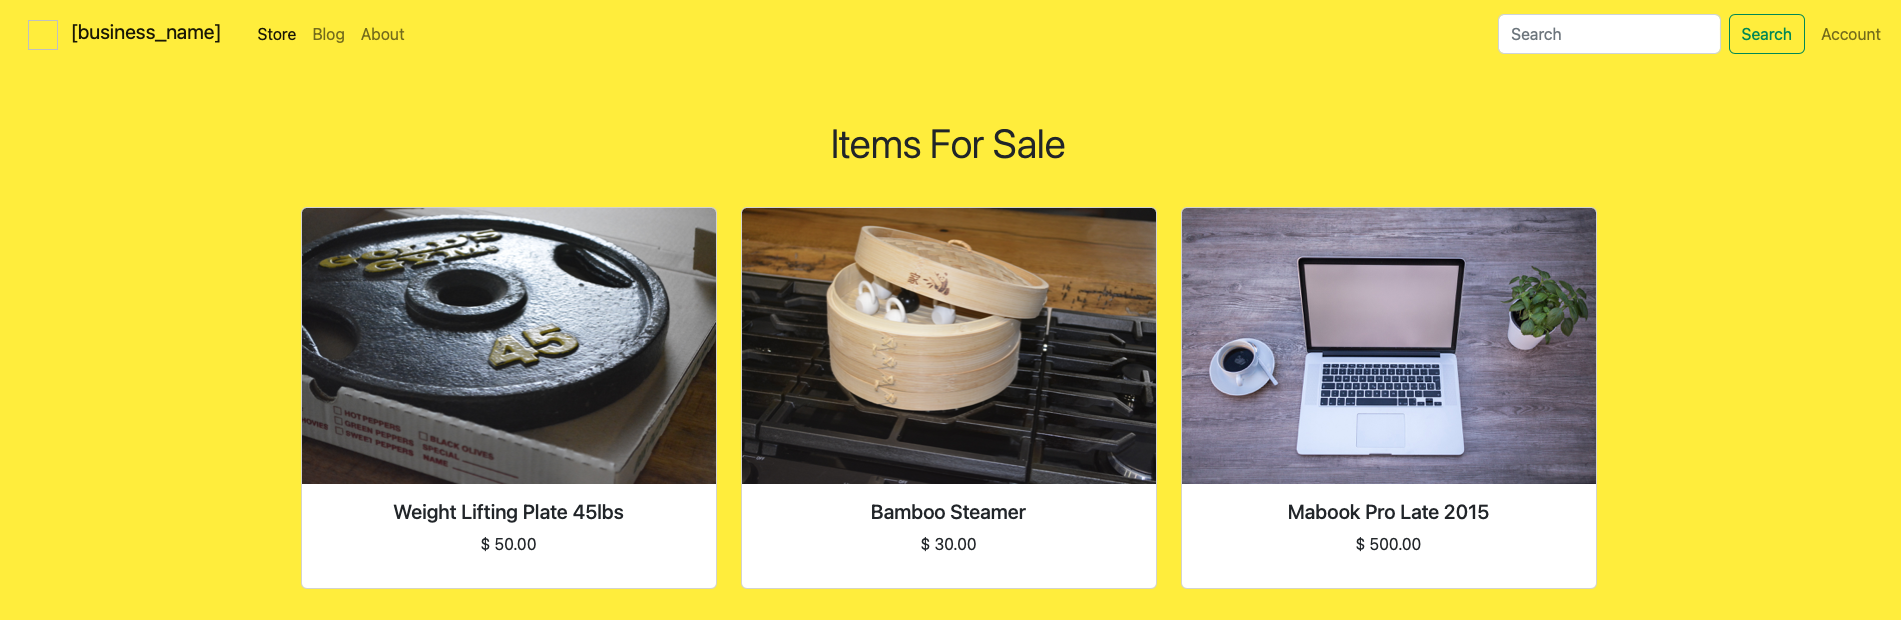 [business_name]
Store
Blog
About
Search
Search
Account
Items For Sale
GOLD'S
GYM
45
HOT PEPPERS
GREEN PEPPERS
SWEET PEPPERS
BLACK OLIVES
SPECIAL
NAME
Weight Lifting Plate 45lbs
$ 50.00
Bamboo Steamer
$ 30.00
Mabook Pro Late 2015
$ 500.00